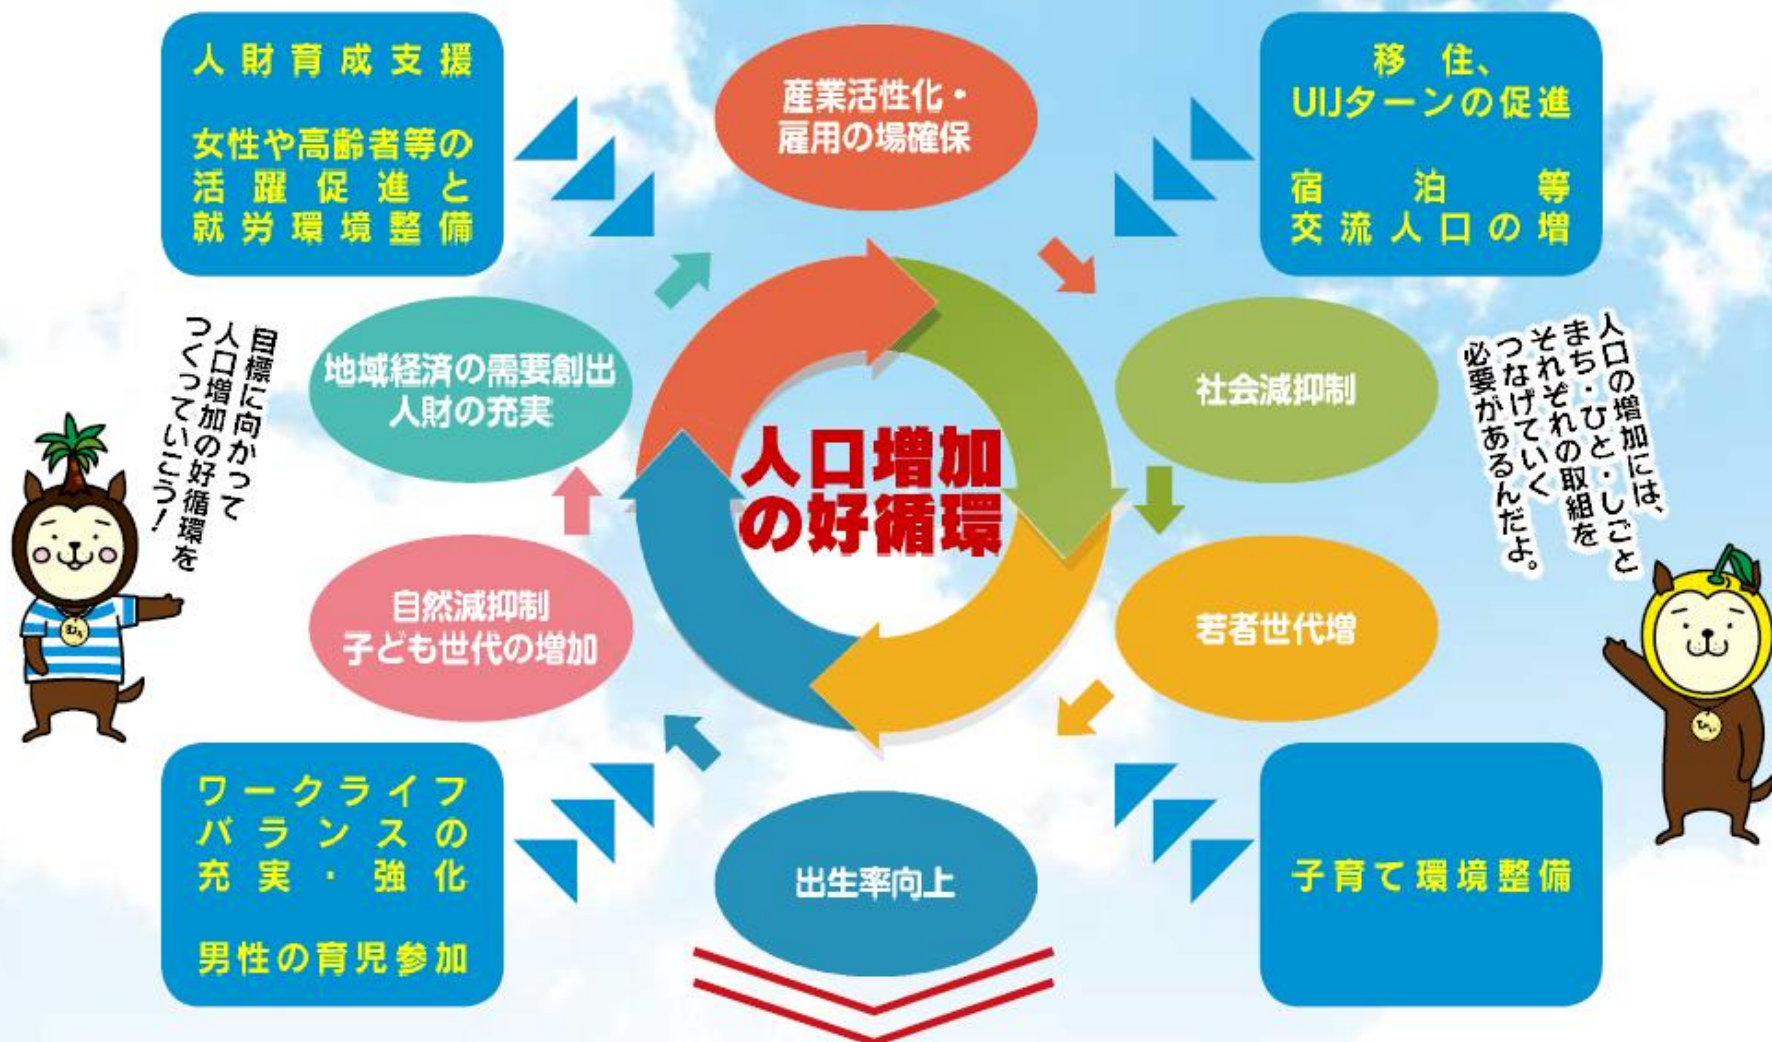 人財育成支援
女性や高齢者等の
活躍促進と
就労環境整備
産業活性化・
雇用の場確保
移住、
UIJターンの促進
宿泊等
交流人口の増
地域経済の需要創出
人財の充実
社会減抑制
人口増加
の好循環
目標に向かって
人口増加の好循環を
つくっていこう！
人口の増加には、
まち・ひと・しごと
それぞれの取組を
つなげていく
必要があるんだよ。
自然減抑制
子ども世代の増加
若者世代増
ワークライフ
バランスの
充実・強化
男性の育児参加
出生率向上
子育て環境整備